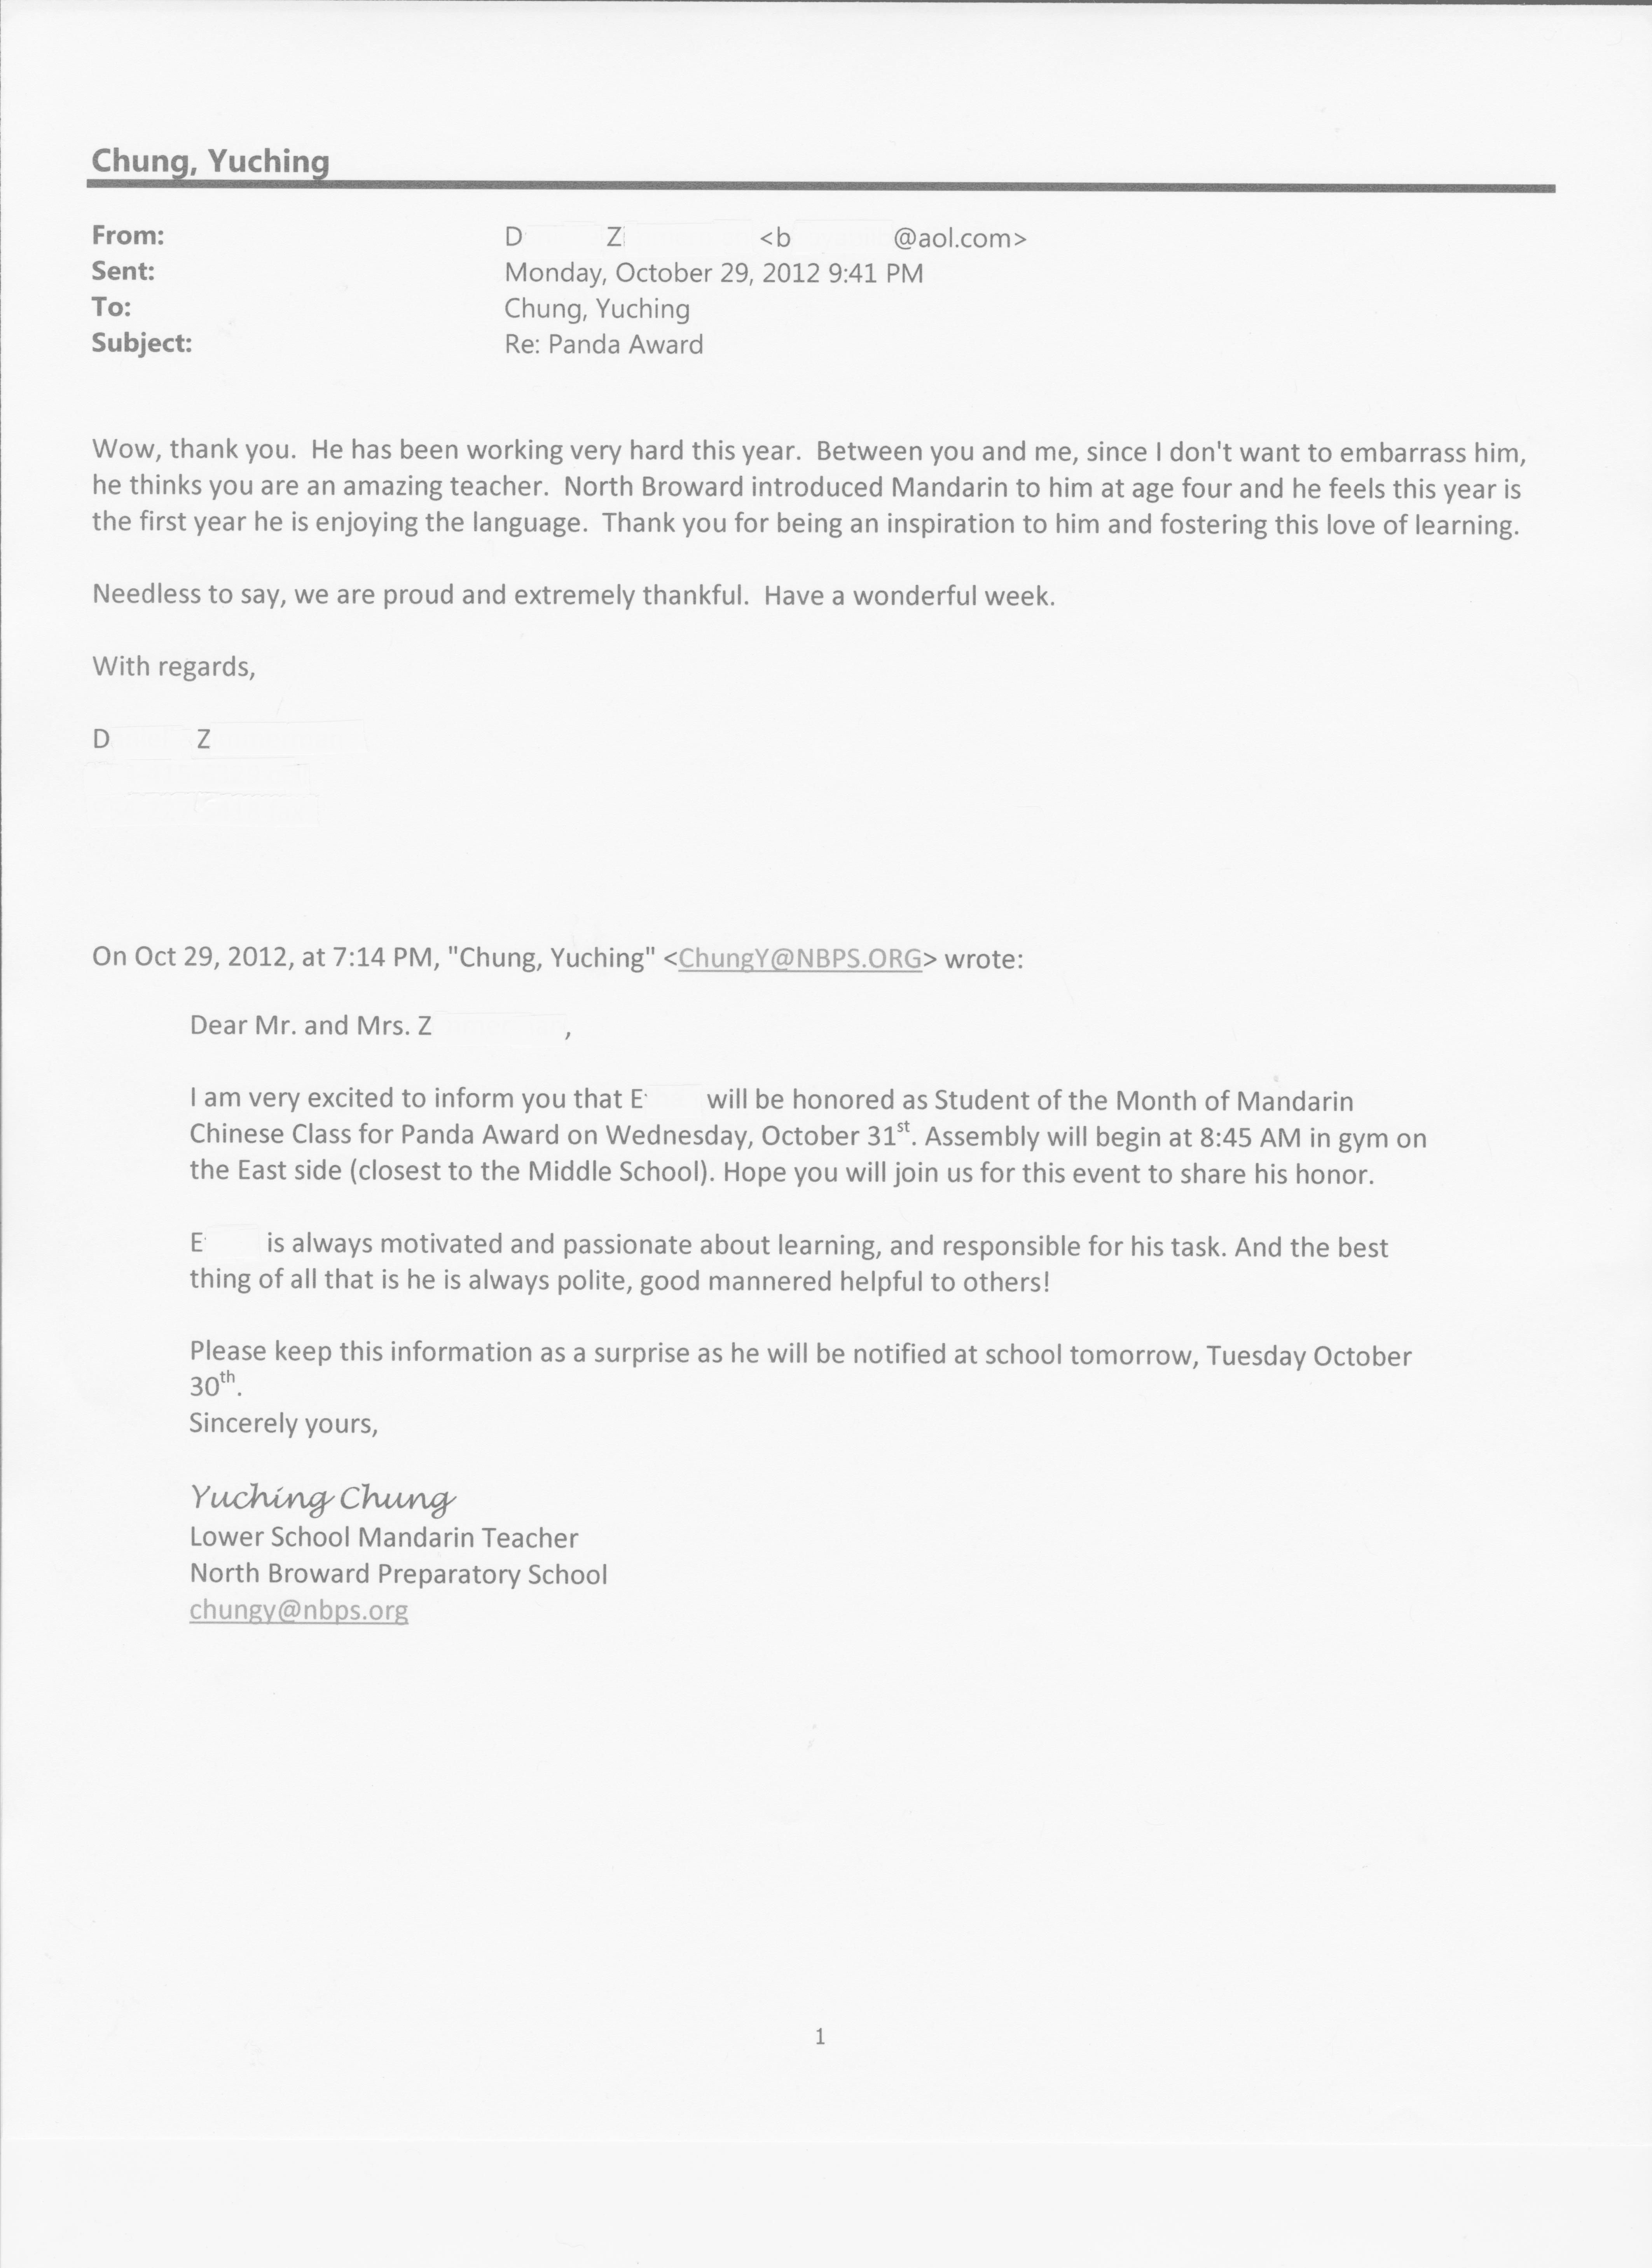 Chung, Yuching
From: D Z <b @aol.com>
Sent: Monday, October 29, 2012 9:41 PM
To: Chung, Yuching
Subject: Re: Panda Award
Wow, thank you.  He has been working very hard this year.  Between you and me, since I don't want to embarrass him,
he thinks you are an amazing teacher.  North Broward introduced Mandarin to him at age four and he feels this year is
the first year he is enjoying the language.  Thank you for being an inspiration to him and fostering this love of learning.
Needless to say, we are proud and extremely thankful.  Have a wonderful week.
With regards,
D Z
On Oct 29, 2012, at 7:14 PM, "Chung, Yuching" <ChungY@NBPS.ORG> wrote:
Dear Mr. and Mrs. Z ,
I am very excited to inform you that E will be honored as Student of the Month of Mandarin
Chinese Class for Panda Award on Wednesday, October 31st. Assembly will begin at 8:45 AM in gym on
the East side (closest to the Middle School). Hope you will join us for this event to share his honor.
E is always motivated and passionate about learning, and responsible for his task. And the best
thing of all that is he is always polite, good mannered helpful to others!
Please keep this information as a surprise as he will be notified at school tomorrow, Tuesday October
30th.
Sincerely yours,
Yuching Chung
Lower School Mandarin Teacher
North Broward Preparatory School
chungy@nbps.org
1